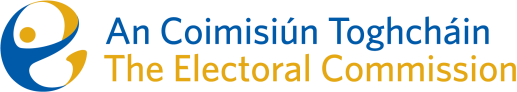 An Coimisiún Toghcháin
The Electoral Commission